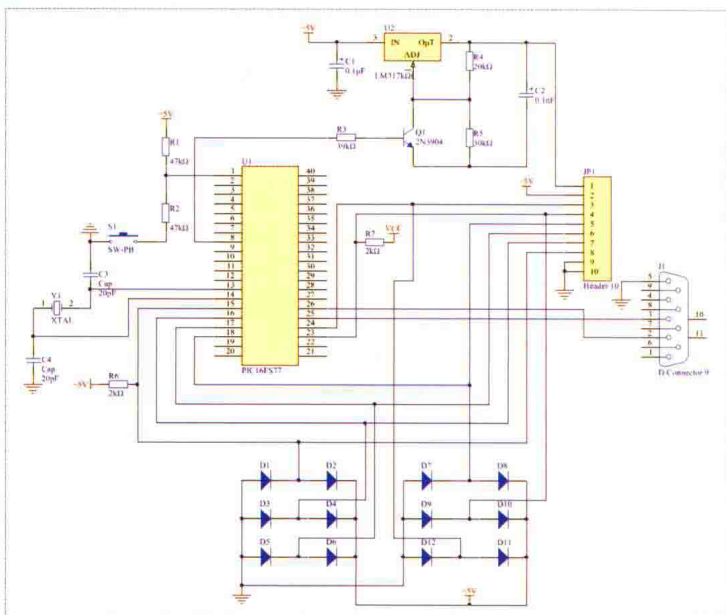 U2
-5V
3
IN
OpT
2
ADJ
LM317kΩ
C1
0.1pF
R4
20kΩ
C2
R5
30kΩ
Q1
2N3904
R3
39kΩ
-5V
R1
47kΩ
R2
47kΩ
S1
SW-PB
C3
Cap
20pF
1
Y1
2
XTAL
C4
Cap
20pF
-5V
R6
2kΩ
U1
1
2
3
4
5
6
7
8
9
10
11
12
13
14
15
16
17
18
19
20
40
39
38
37
36
35
34
33
32
31
30
29
28
27
26
25
24
23
22
21
R7
2kΩ
VCC
-5V
JP1
1
2
3
4
5
6
7
8
9
10
Header 10
J1
5
9
4
8
3
7
2
6
1
10
11
D Connector 9
D1
D2
D3
D4
D5
D6
D7
D8
D9
D10
D12
D11
-5V